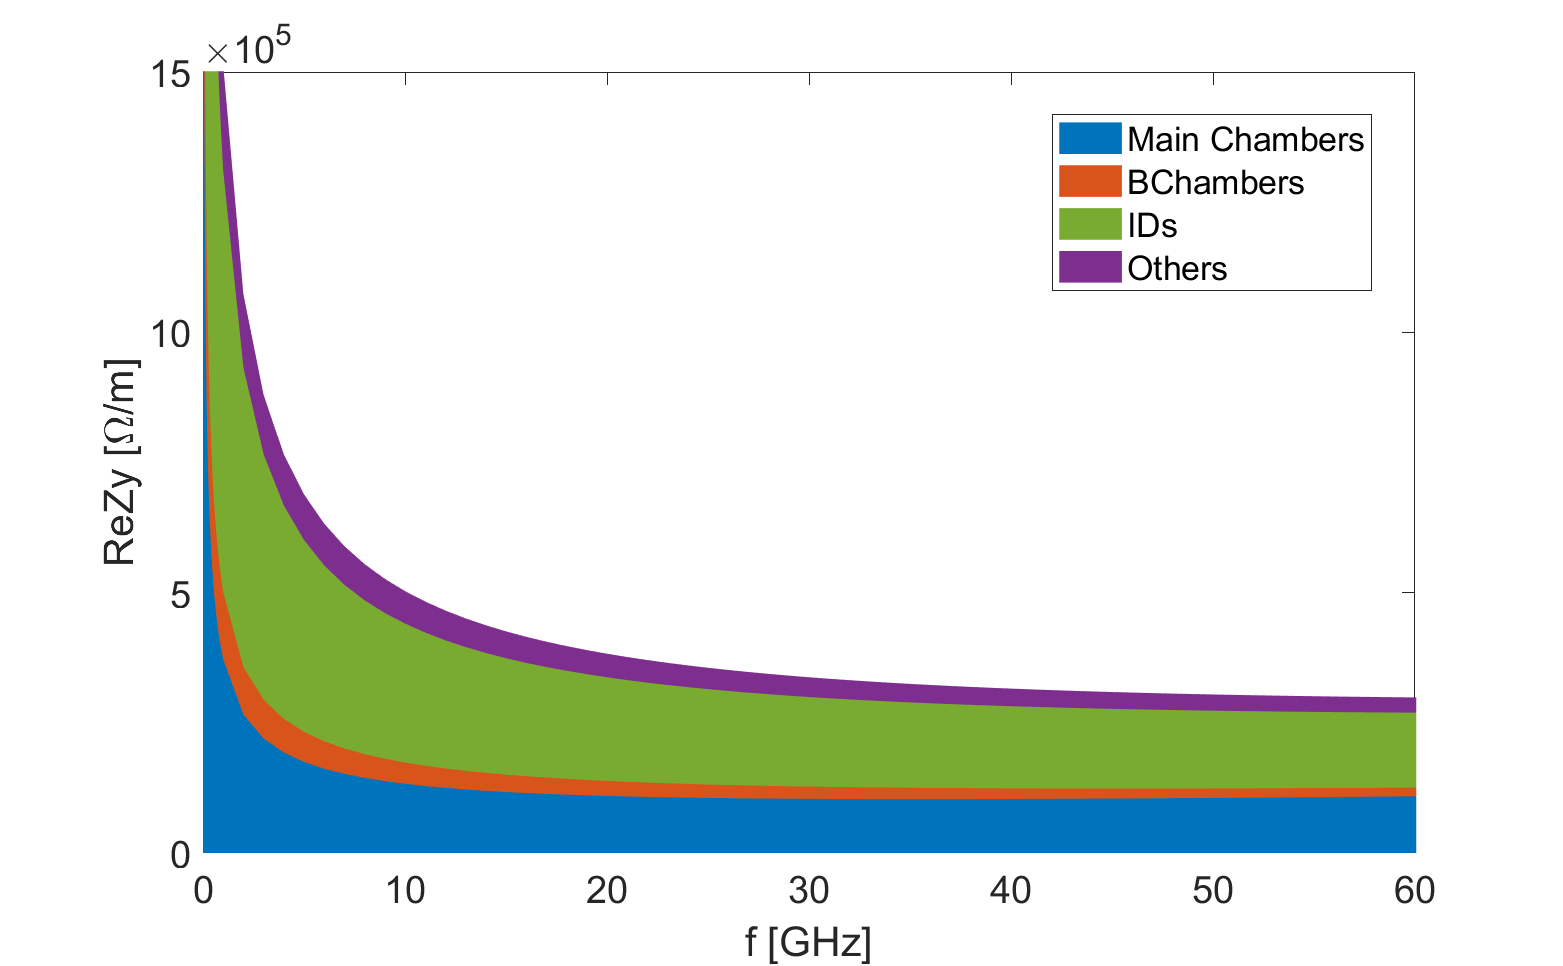 ×10^5
15
10
5
0
ReZy [Ω/m]
Main Chambers
BChambers
IDs
Others
0 10 20 30 40 50 60
f [GHz]